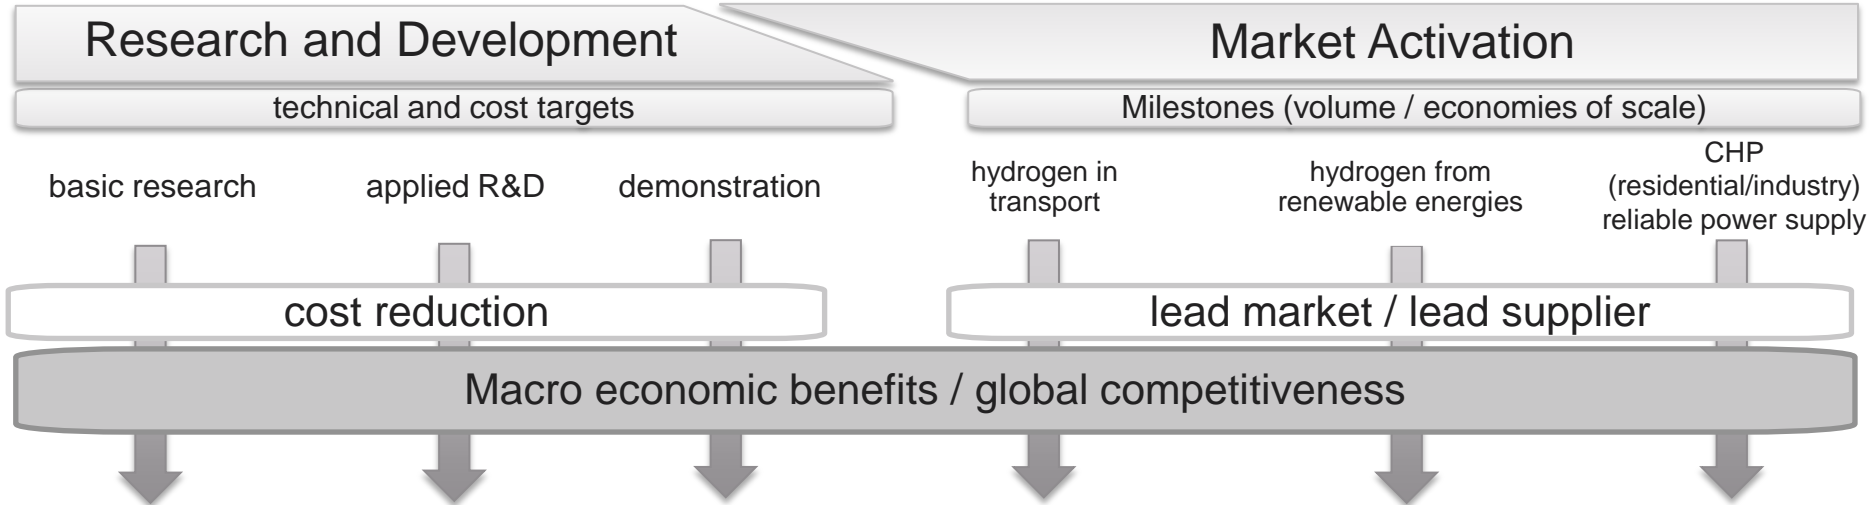 Research and Development
Market Activation
technical and cost targets
Milestones (volume / economies of scale)
basic research
applied R&D
demonstration
hydrogen in
transport
hydrogen from
renewable energies
CHP
(residential/industry)
reliable power supply
cost reduction
lead market / lead supplier
Macro economic benefits / global competitiveness